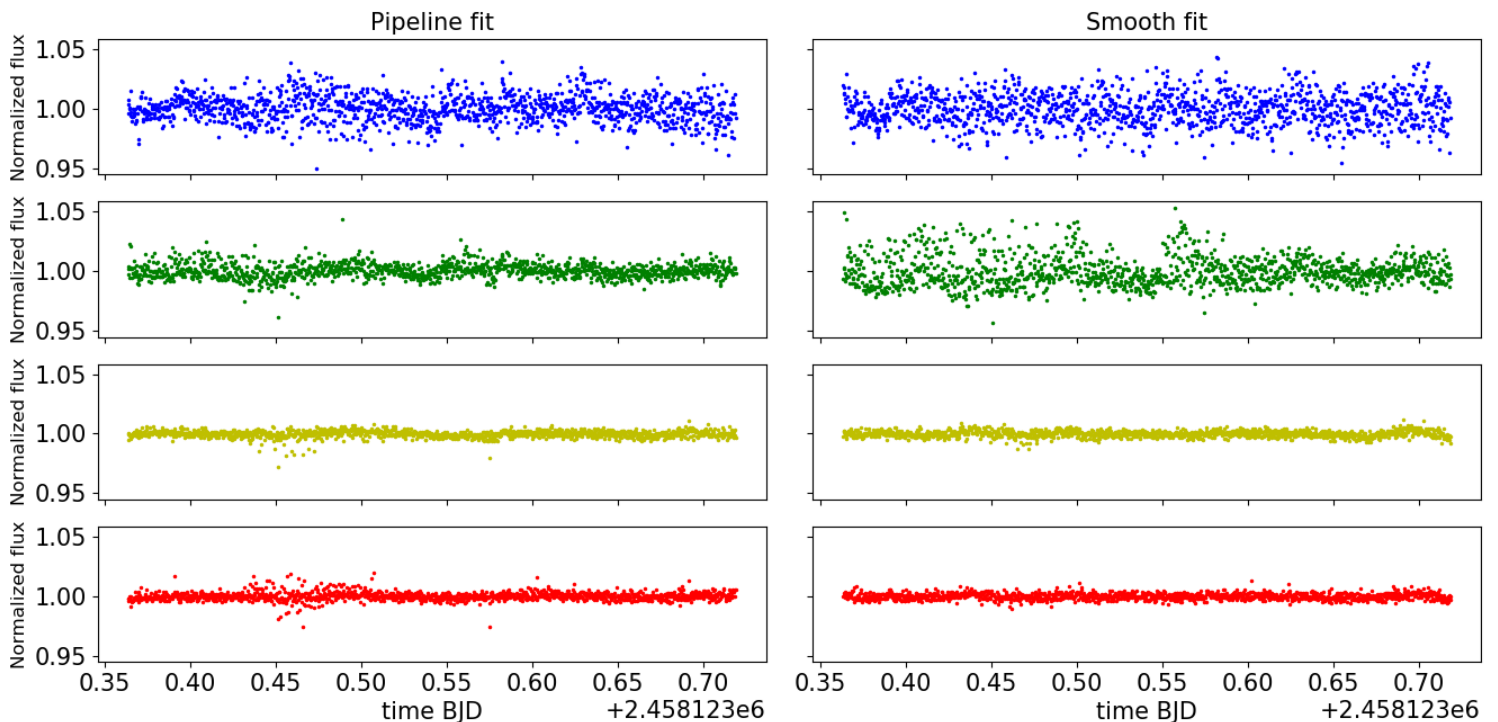 Pipeline fit Smooth fit
Normalized flux 1.05
1.00
0.95
Normalized flux 1.05
1.00
0.95
Normalized flux 1.05
1.00
0.95
Normalized flux 1.05
1.00
0.95
0.35 0.40 0.45 0.50 0.55 0.60 0.65 0.70 0.35 0.40 0.45 0.50 0.55 0.60 0.65 0.70
time BJD +2.458123e6 time BJD +2.458123e6